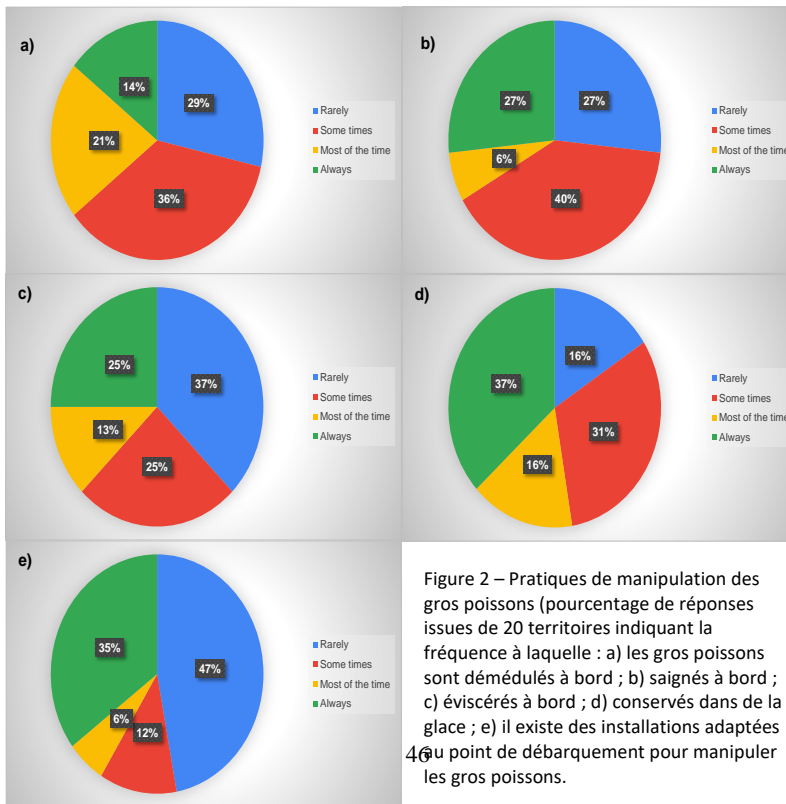 a)
14%
29%
21%
36%
Rarely
Some times
Most of the time
Always
b)
27%
27%
6%
40%
Rarely
Some times
Most of the time
Always
c)
25%
37%
13%
25%
Rarely
Some times
Most of the time
Always
d)
16%
37%
31%
16%
Rarely
Some times
Most of the time
Always
e)
35%
47%
6%
12%
Rarely
Some times
Most of the time
Always
Figure 2 – Pratiques de manipulation des
gros poissons (pourcentage de réponses
issues de 20 territoires indiquant la
fréquence à laquelle : a) les gros poissons
sont démédulés à bord ; b) saignés à bord ;
c) éviscérés à bord ; d) conservés dans de la
glace ; e) il existe des installations adaptées
au point de débarquement pour manipuler
les gros poissons.
46